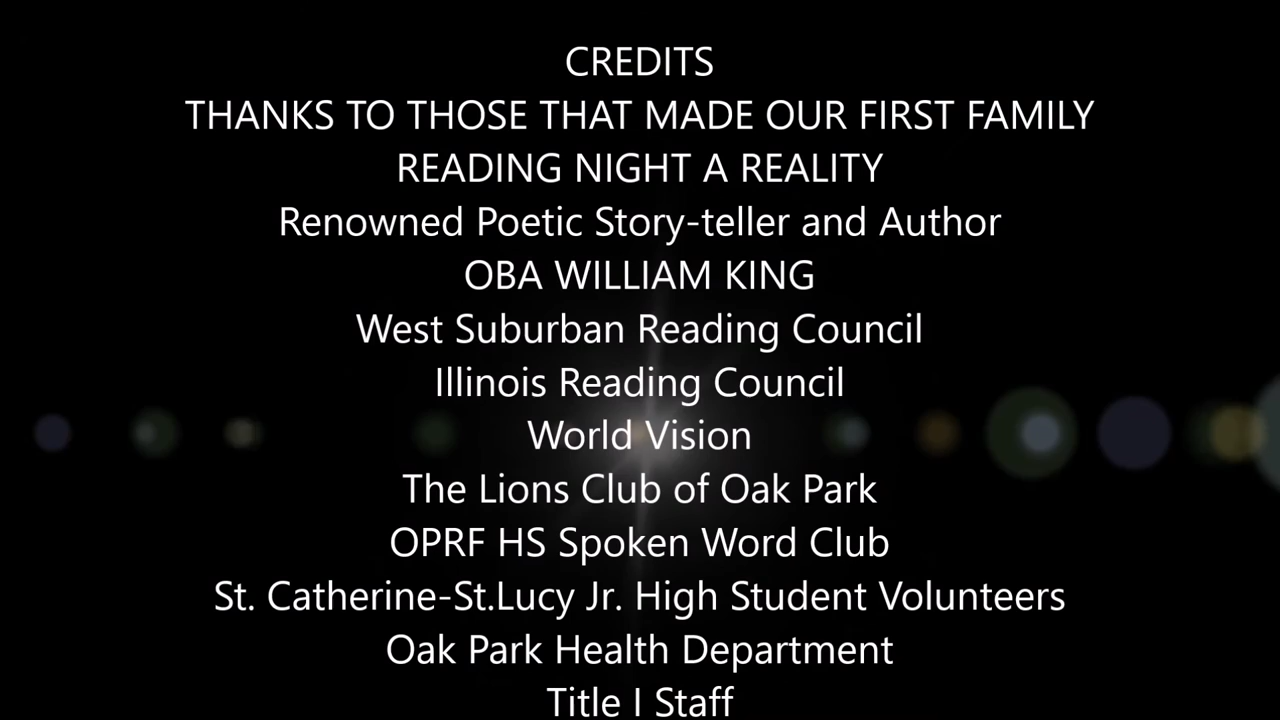 CREDITS
THANKS TO THOSE THAT MADE OUR FIRST FAMILY
READING NIGHT A REALITY
Renowned Poetic Story-teller and Author
OBA WILLIAM KING
West Suburban Reading Council
Illinois Reading Council
World Vision
The Lions Club of Oak Park
OPRF HS Spoken Word Club
St. Catherine-St.Lucy Jr. High Student Volunteers
Oak Park Health Department
Title I Staff